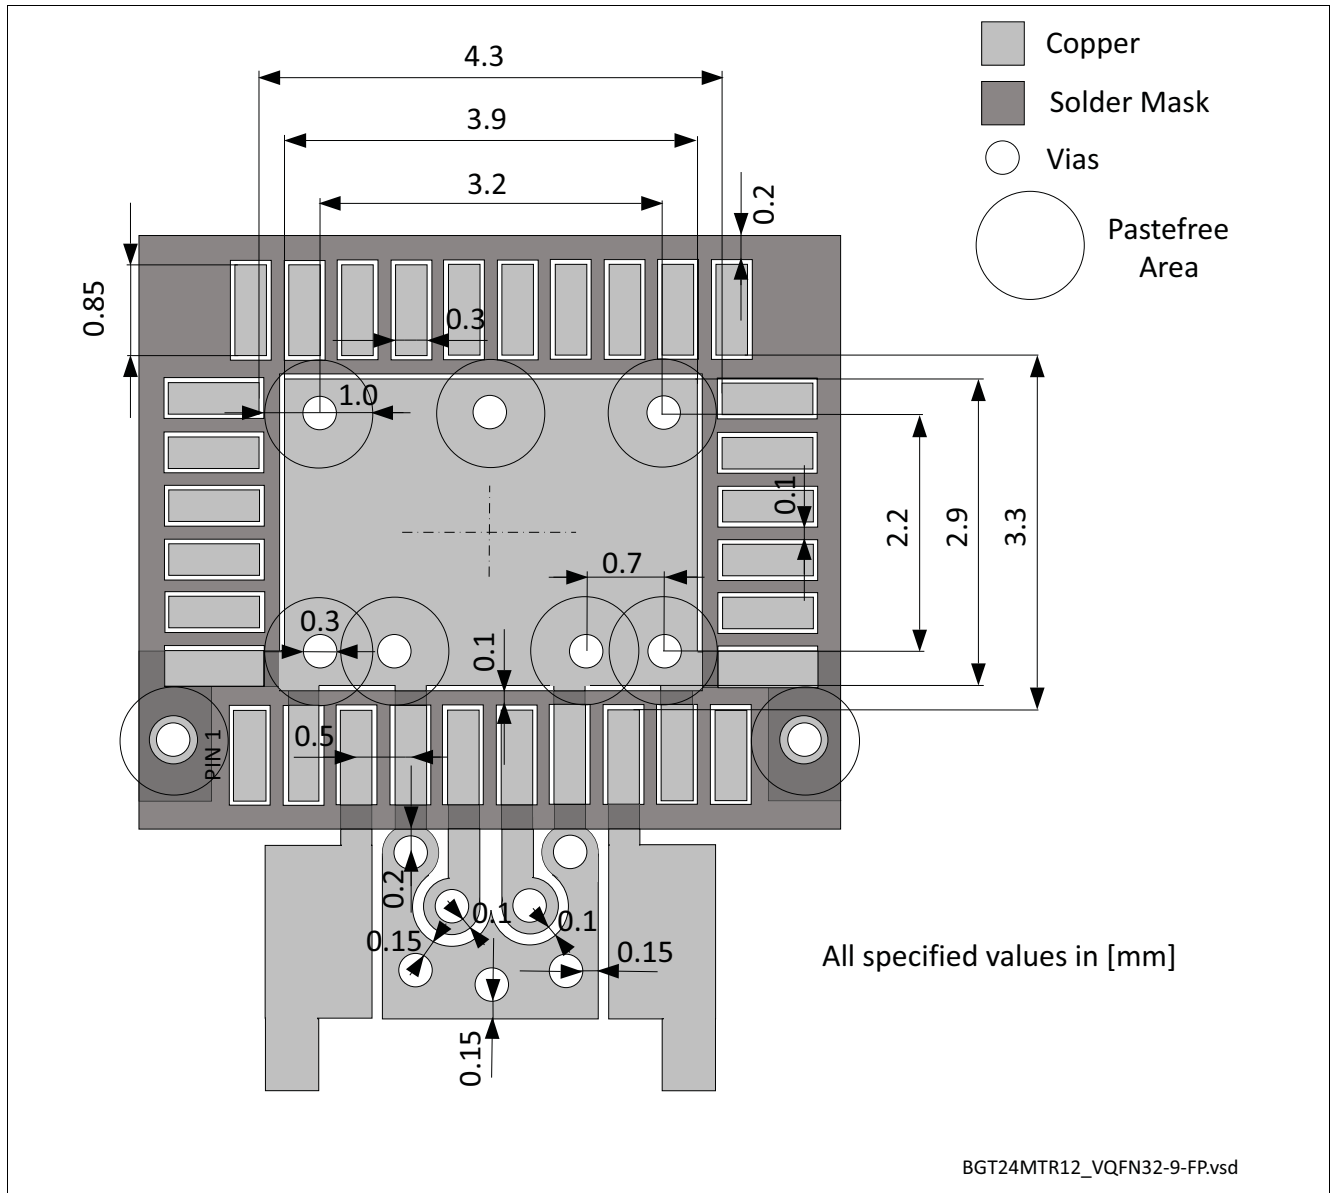 4.3
Copper
Solder Mask
3.9
Vias
3.2
0.2
Pastefree
Area
0.85
0.3
1.0
0.1
2.2
2.9
3.3
0.7
0.3
0.1
0.5
PIN 1
0.2
0.1
0.1
0.15
0.15
All specified values in [mm]
0.15
BGT24MTR12_VQFN32-9-FP.vsd